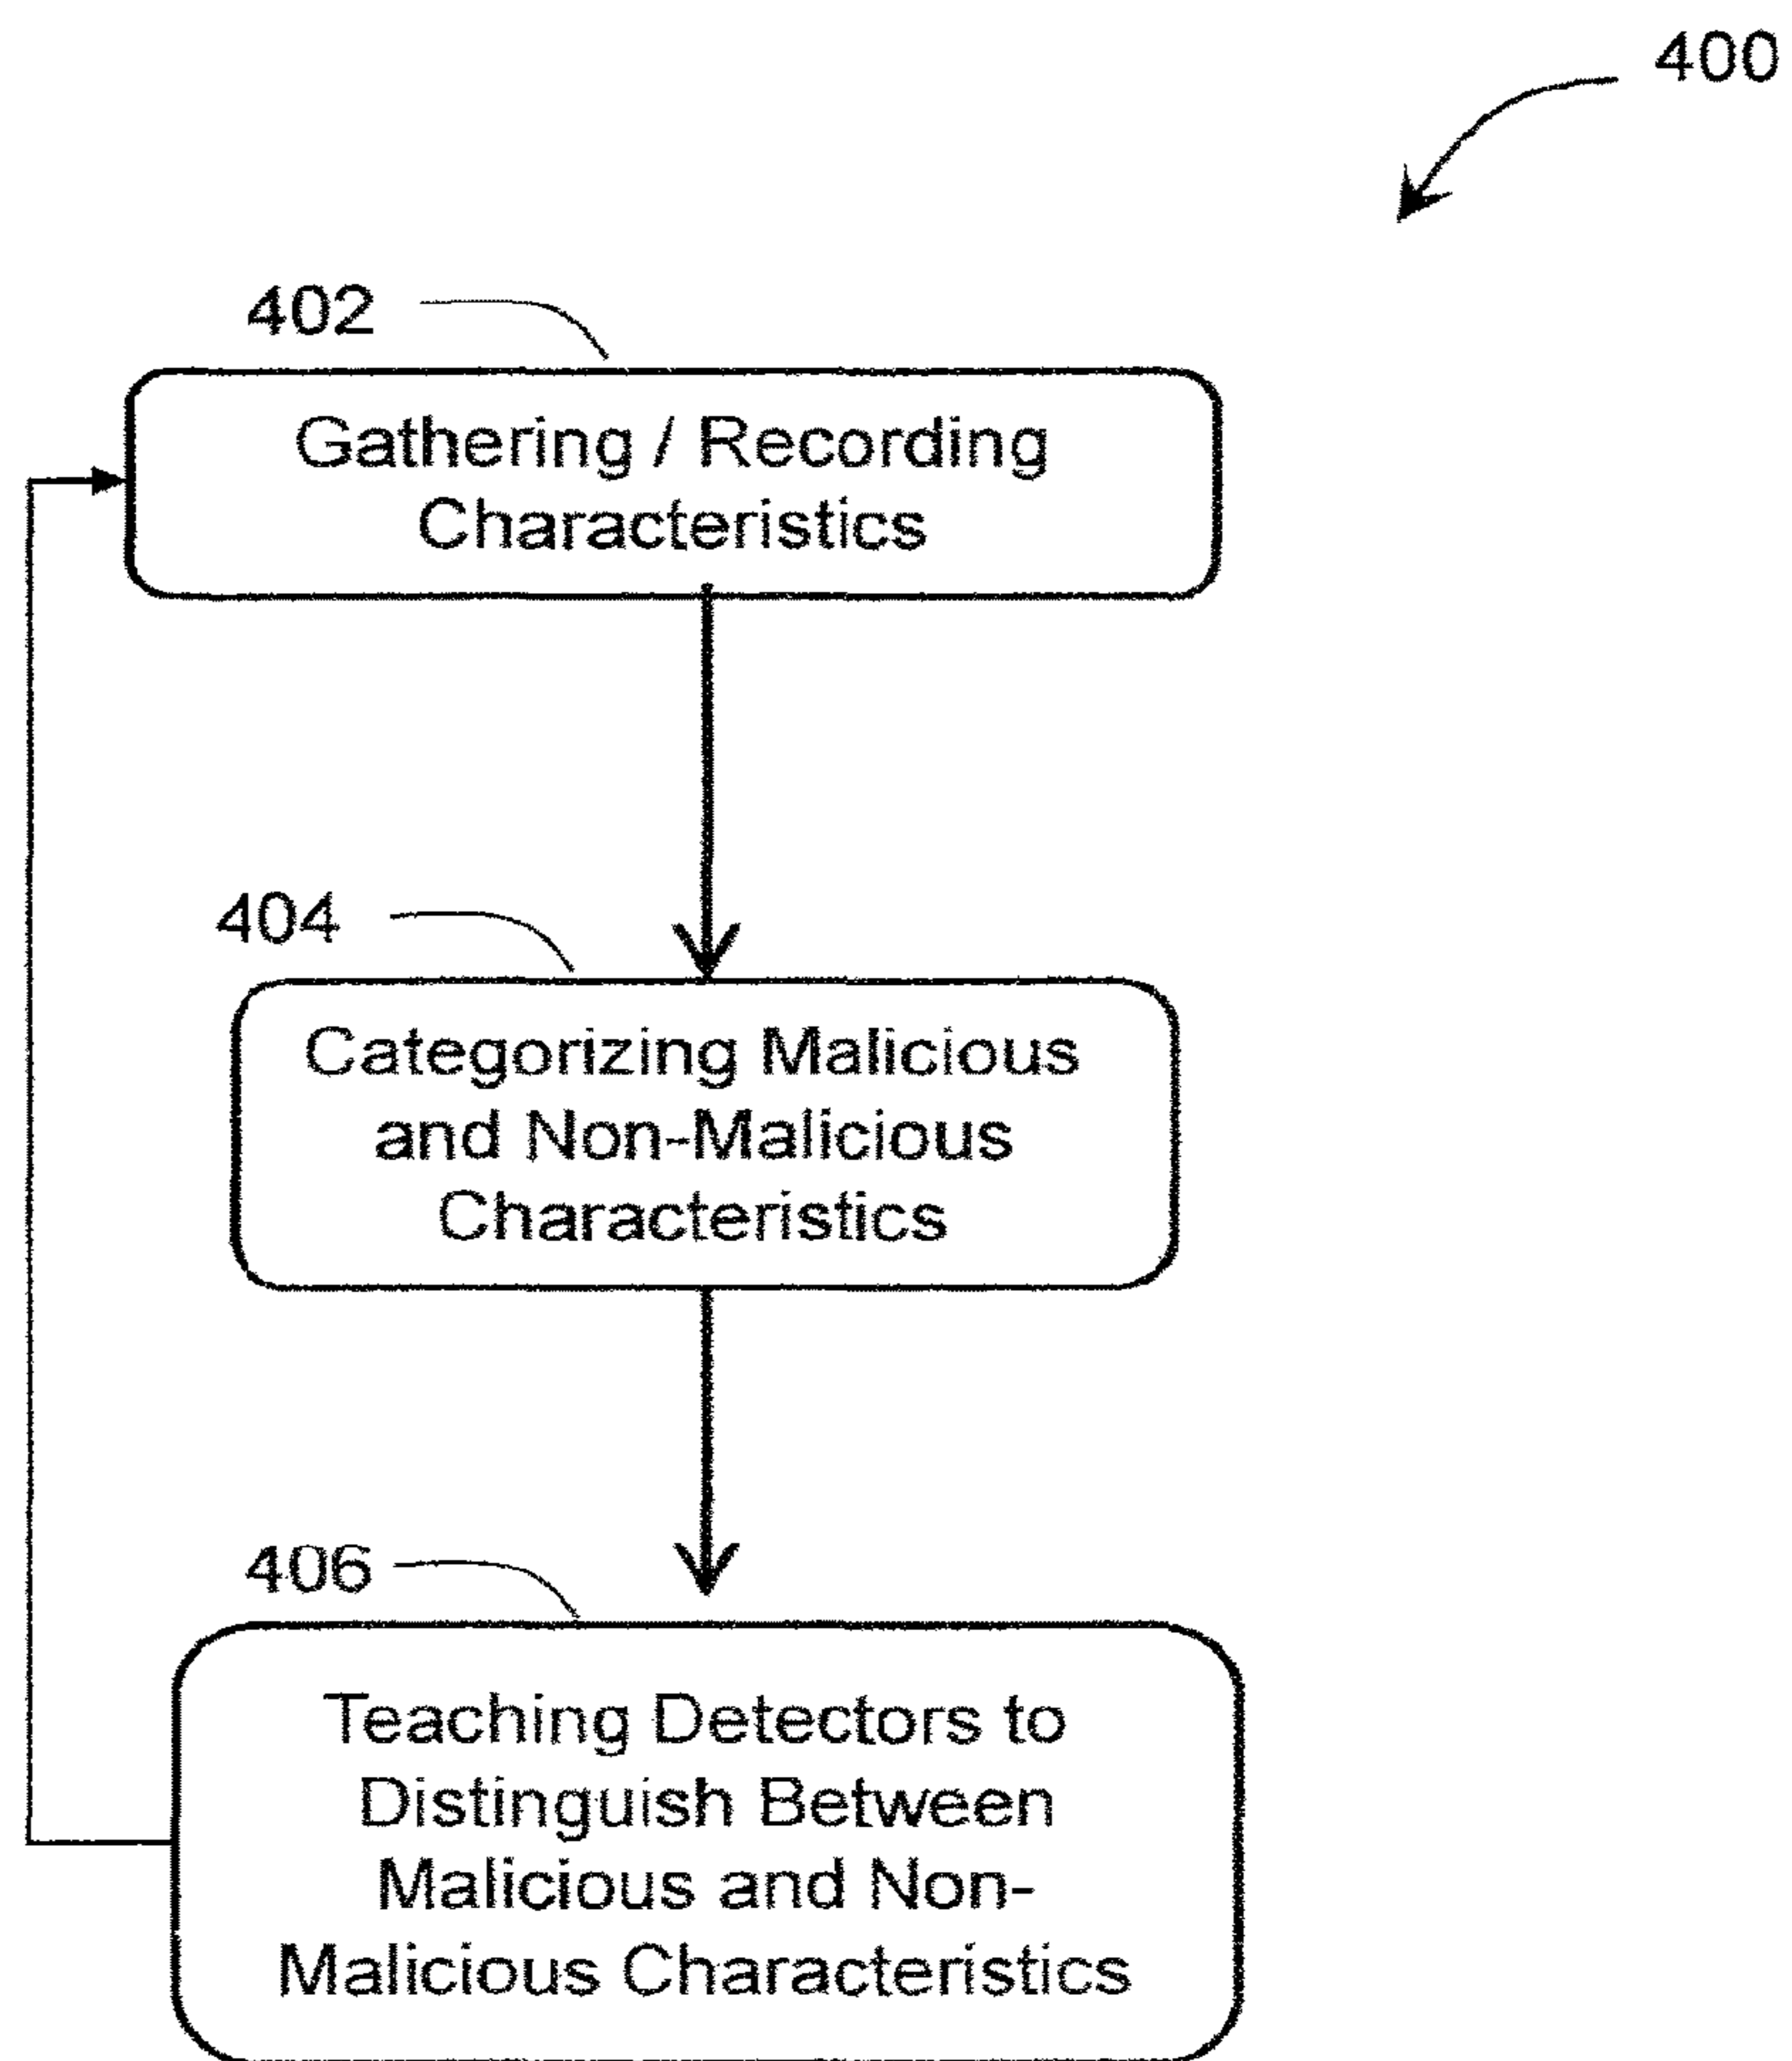 400
402
Gathering / Recording
Characteristics
404
Categorizing Malicious
and Non-Malicious
Characteristics
406
Teaching Detectors to
Distinguish Between
Malicious and Non-
Malicious Characteristics